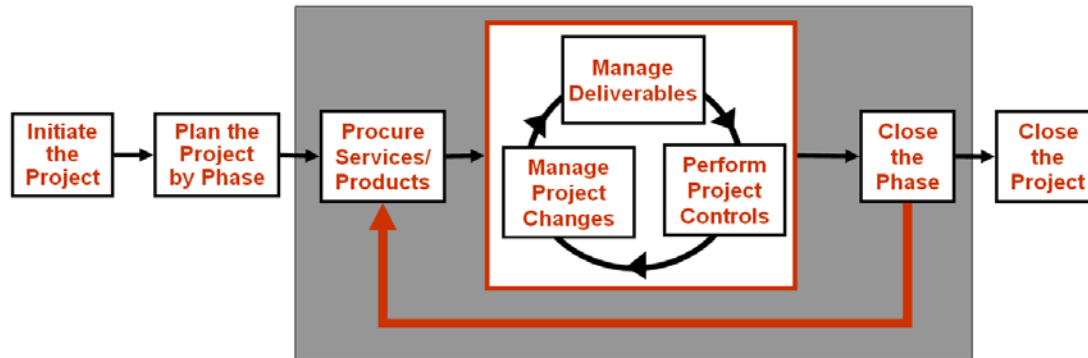 Initiate
the
Project
Plan the
Project
by Phase
Procure
Services/
Products
Manage
Deliverables
Manage
Project
Changes
Perform
Project
Controls
Close
the
Phase
Close
the
Project